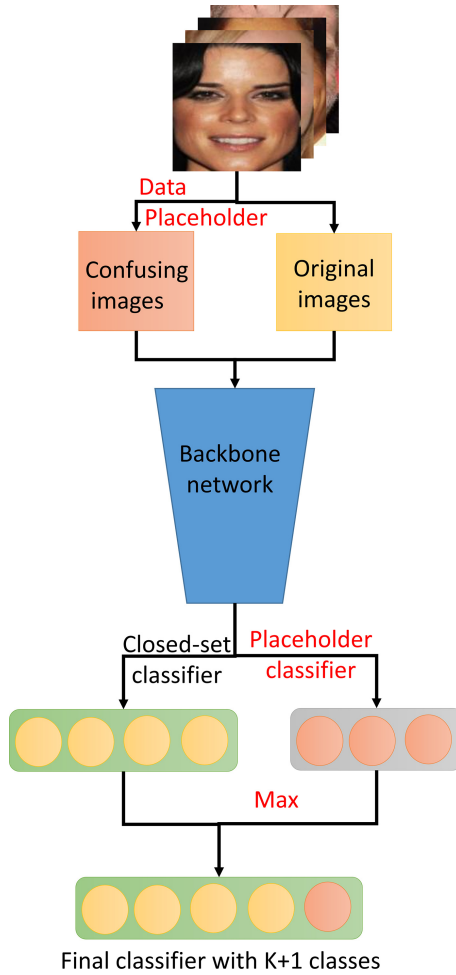 Data
Placeholder
Confusing
images
Original
images
Backbone
network
Closed-set
classifier
Placeholder
classifier
Max
Final classifier with K+1 classes